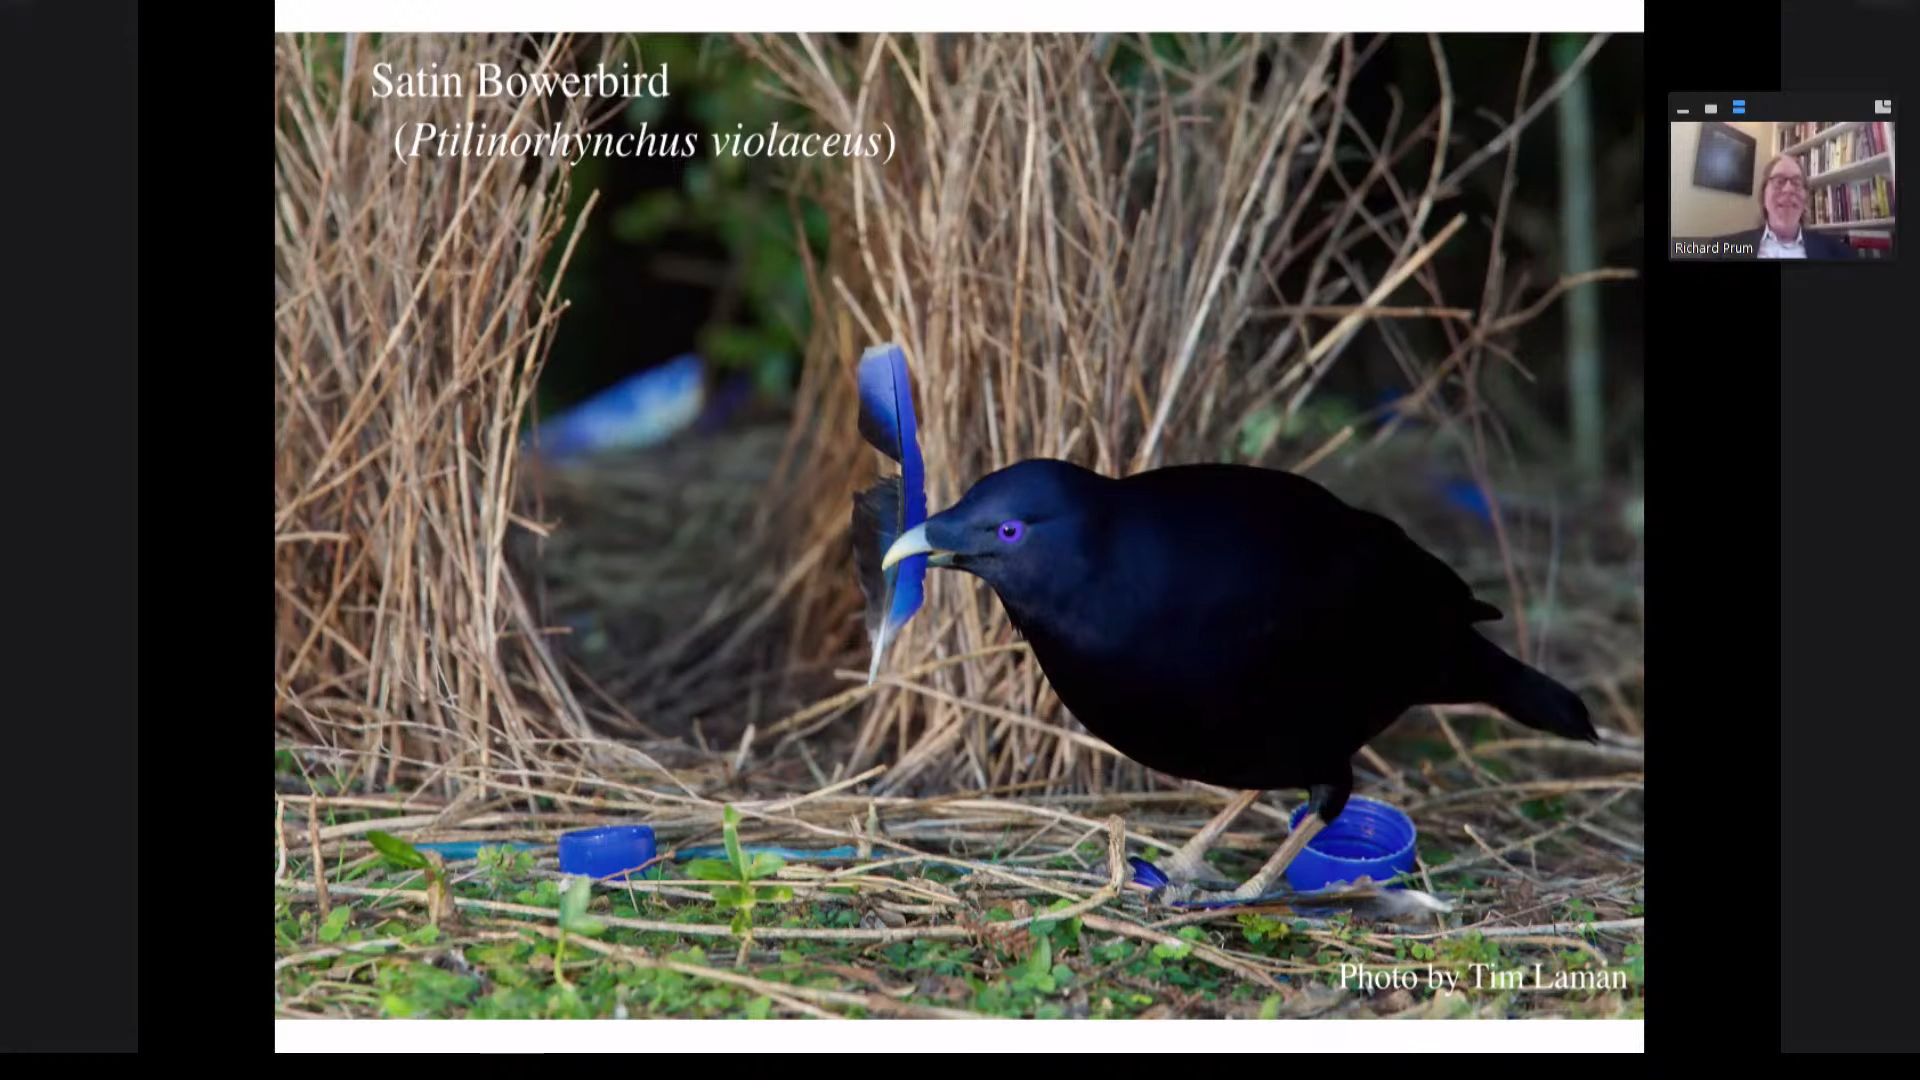 Satin Bowerbird
(Ptilinorhynchus violaceus)
Richard Prum
Photo by Tim Laman